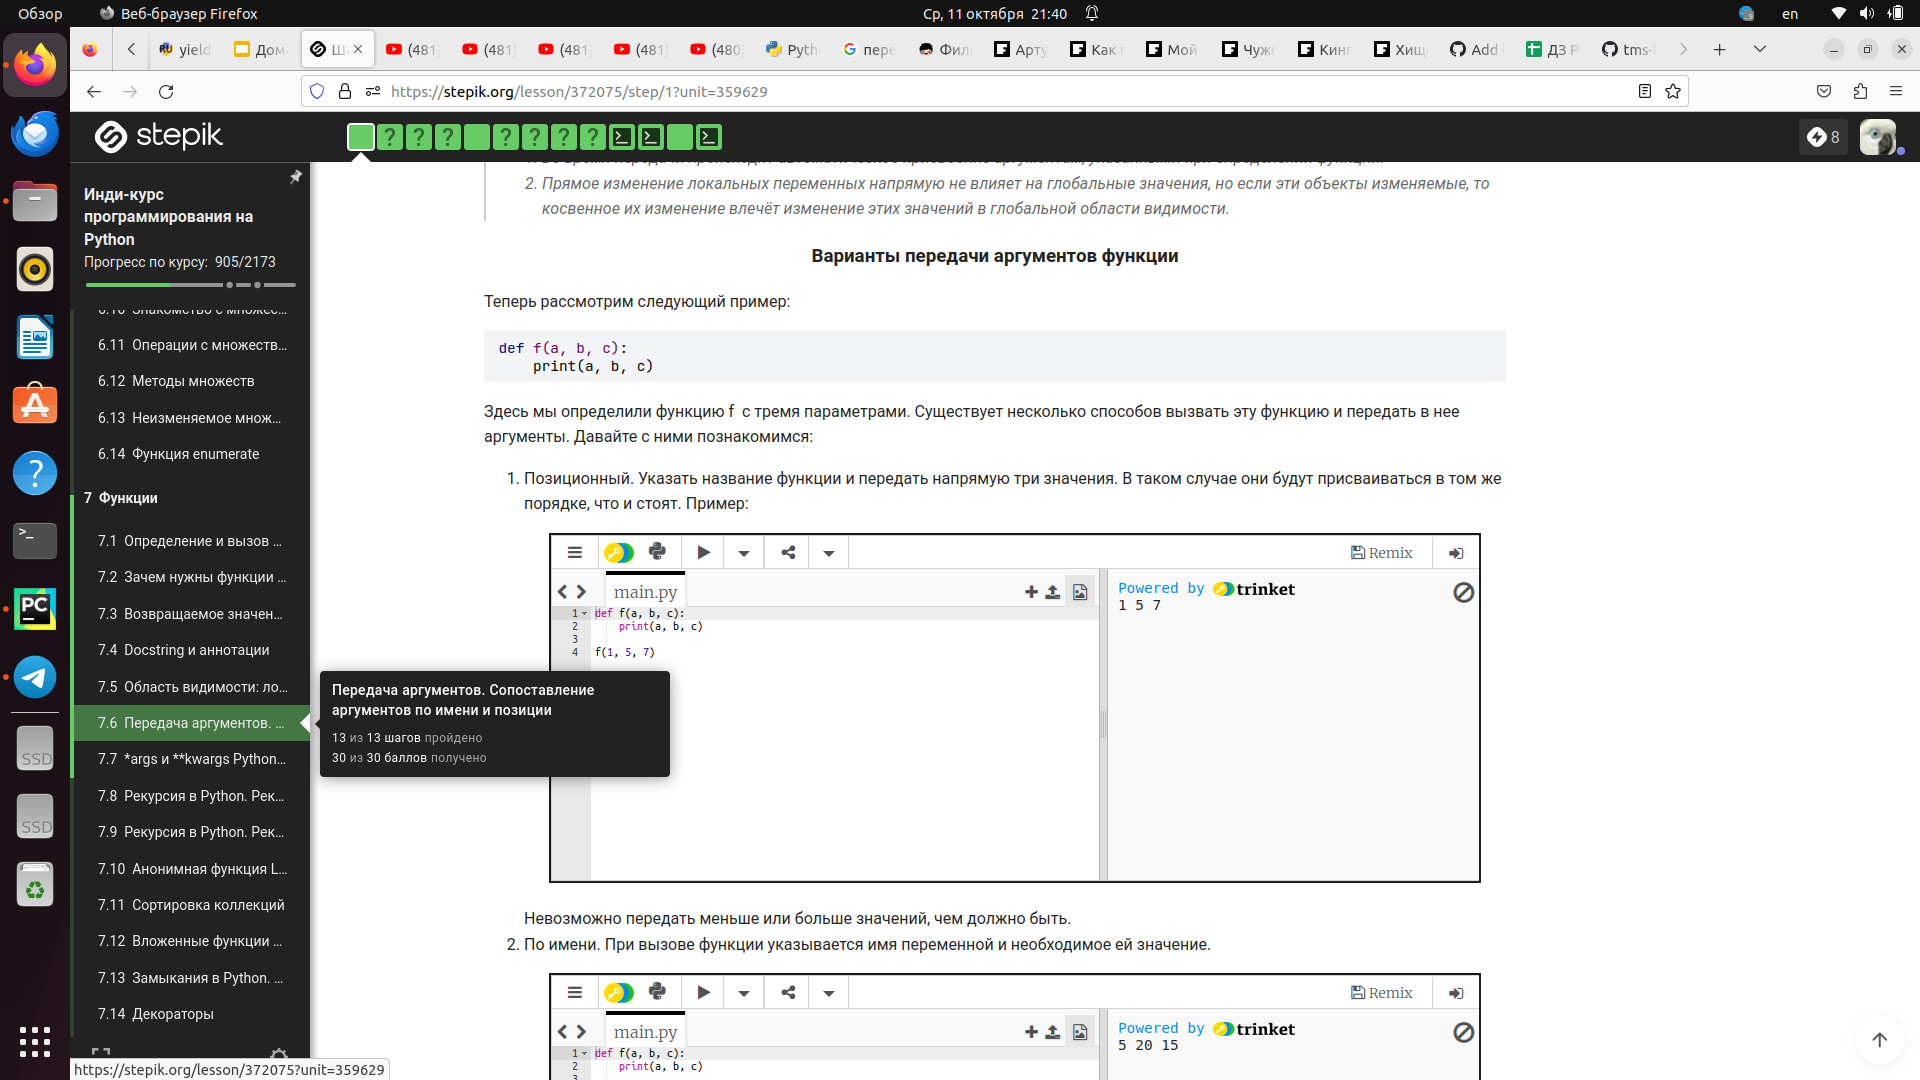 Обзор
Веб-браузер Firefox
Ср, 11 октября 21:40
en
yield
Дома
Ша
(481)
(481)
(481)
(481)
(480)
Pyth
пере
Фил
Арту
Как
Мой
Чужо
Кинг
Хищ
Add
ДЗ P
tms-
https://stepik.org/lesson/372075/step/1?unit=359629
stepik
8
Инди-курс
программирования на
Python
Прогресс по курсу: 905/2173
6.10 Знакомство с множес...
6.11 Операции с множеств...
6.12 Методы множеств
6.13 Неизменяемое множ...
6.14 Функция enumerate
7 Функции
7.1 Определение и вызов ...
7.2 Зачем нужны функции ...
7.3 Возвращаемое значен...
7.4 Docstring и аннотации
7.5 Область видимости: ло...
7.6 Передача аргументов. ...
7.7 *args и **kwargs Python...
7.8 Рекурсия в Python. Рек...
7.9 Рекурсия в Python. Рек...
7.10 Анонимная функция L...
7.11 Сортировка коллекций
7.12 Вложенные функции ...
7.13 Замыкания в Python. ...
7.14 Декораторы
Передача аргументов. Сопоставление
аргументов по имени и позиции
13 из 13 шагов пройдено
30 из 30 баллов получено
2. Прямое изменение локальных переменных напрямую не влияет на глобальные значения, но если эти объекты изменяемые, то
косвенное их изменение влечёт изменение этих значений в глобальной области видимости.
Варианты передачи аргументов функции
Теперь рассмотрим следующий пример:
def f(a, b, c):
print(a, b, c)
Здесь мы определили функцию f с тремя параметрами. Существует несколько способов вызвать эту функцию и передать в нее
аргументы. Давайте с ними познакомимся:
1. Позиционный. Указать название функции и передать напрямую три значения. В таком случае они будут присваиваться в том же
порядке, что и стоят. Пример:
Remix
main.py
1 def f(a, b, c):
2 print(a, b, c)
3
4 f(1, 5, 7)
Powered by trinket
1 5 7
Невозможно передать меньше или больше значений, чем должно быть.
2. По имени. При вызове функции указывается имя переменной и необходимое ей значение.
Remix
main.py
1 def f(a, b, c):
2 print(a, b, c)
3
Powered by trinket
5 20 15
SSD
SSD
https://stepik.org/lesson/372075?unit=359629